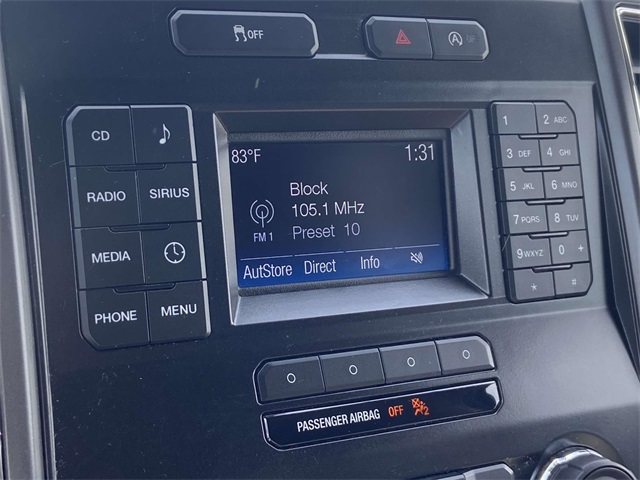 OFF
CD
RADIO
SIRIUS
MEDIA
PHONE
MENU
83°F
1:31
Block
105.1 MHz
FM 1
Preset 10
AutStore
Direct
Info
1
2 ABC
3 DEF
4 GHI
5 JKL
6 MNO
7 PQRS
8 TUV
9 WXYZ
0 +
*
#
PASSENGER AIRBAG OFF 2